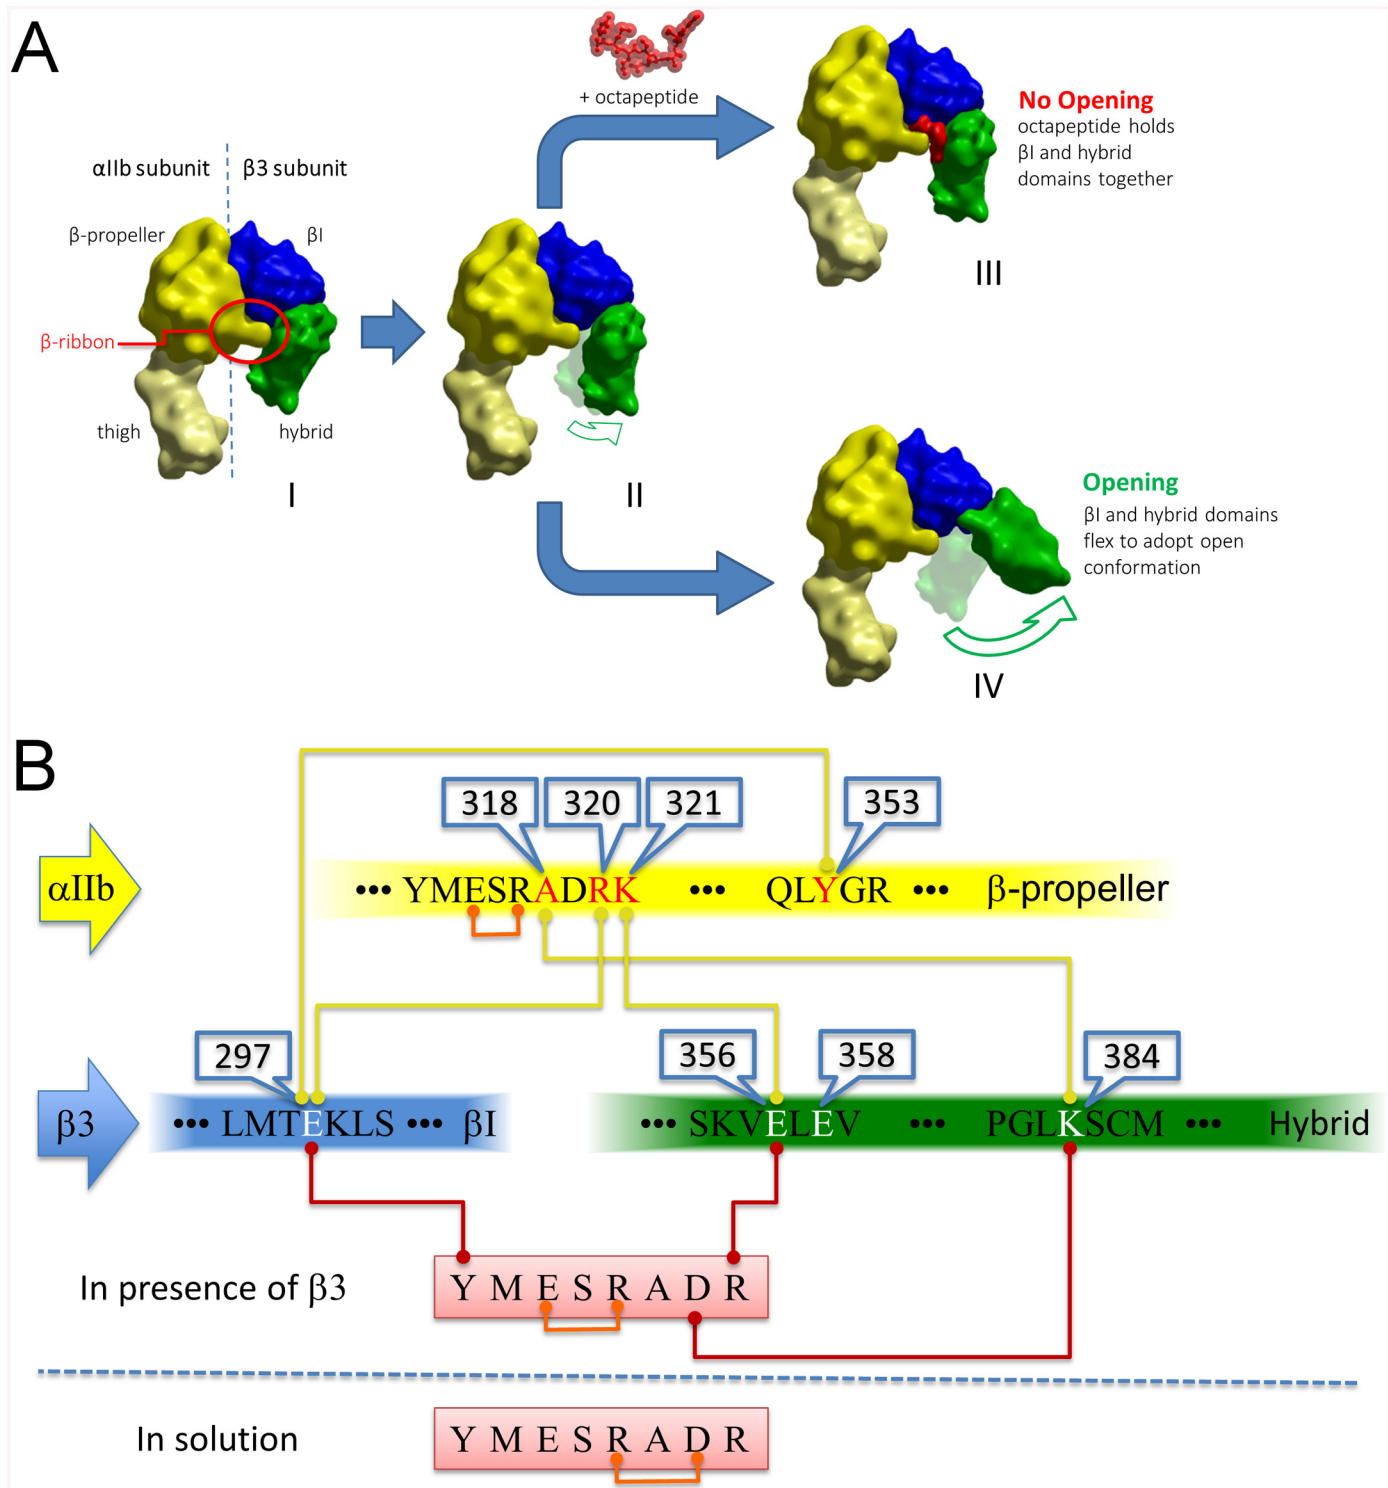 A
+ octapeptide
No Opening
octapeptide holds
βI and hybrid
domains together
III
αIIb subunit
β3 subunit
β-propeller
βI
β-ribbon
thigh
hybrid
I
II
Opening
βI and hybrid domains
flex to adopt open
conformation
IV
B
318
320
321
353
αIIb
••• YMESRADRK ••• QLYGR ••• β-propeller
297
356
358
384
β3
••• LMTEKLS ••• βI
••• SKVELEV ••• PGLKSCM ••• Hybrid
In presence of β3
Y M E S R A D R
In solution
Y M E S R A D R